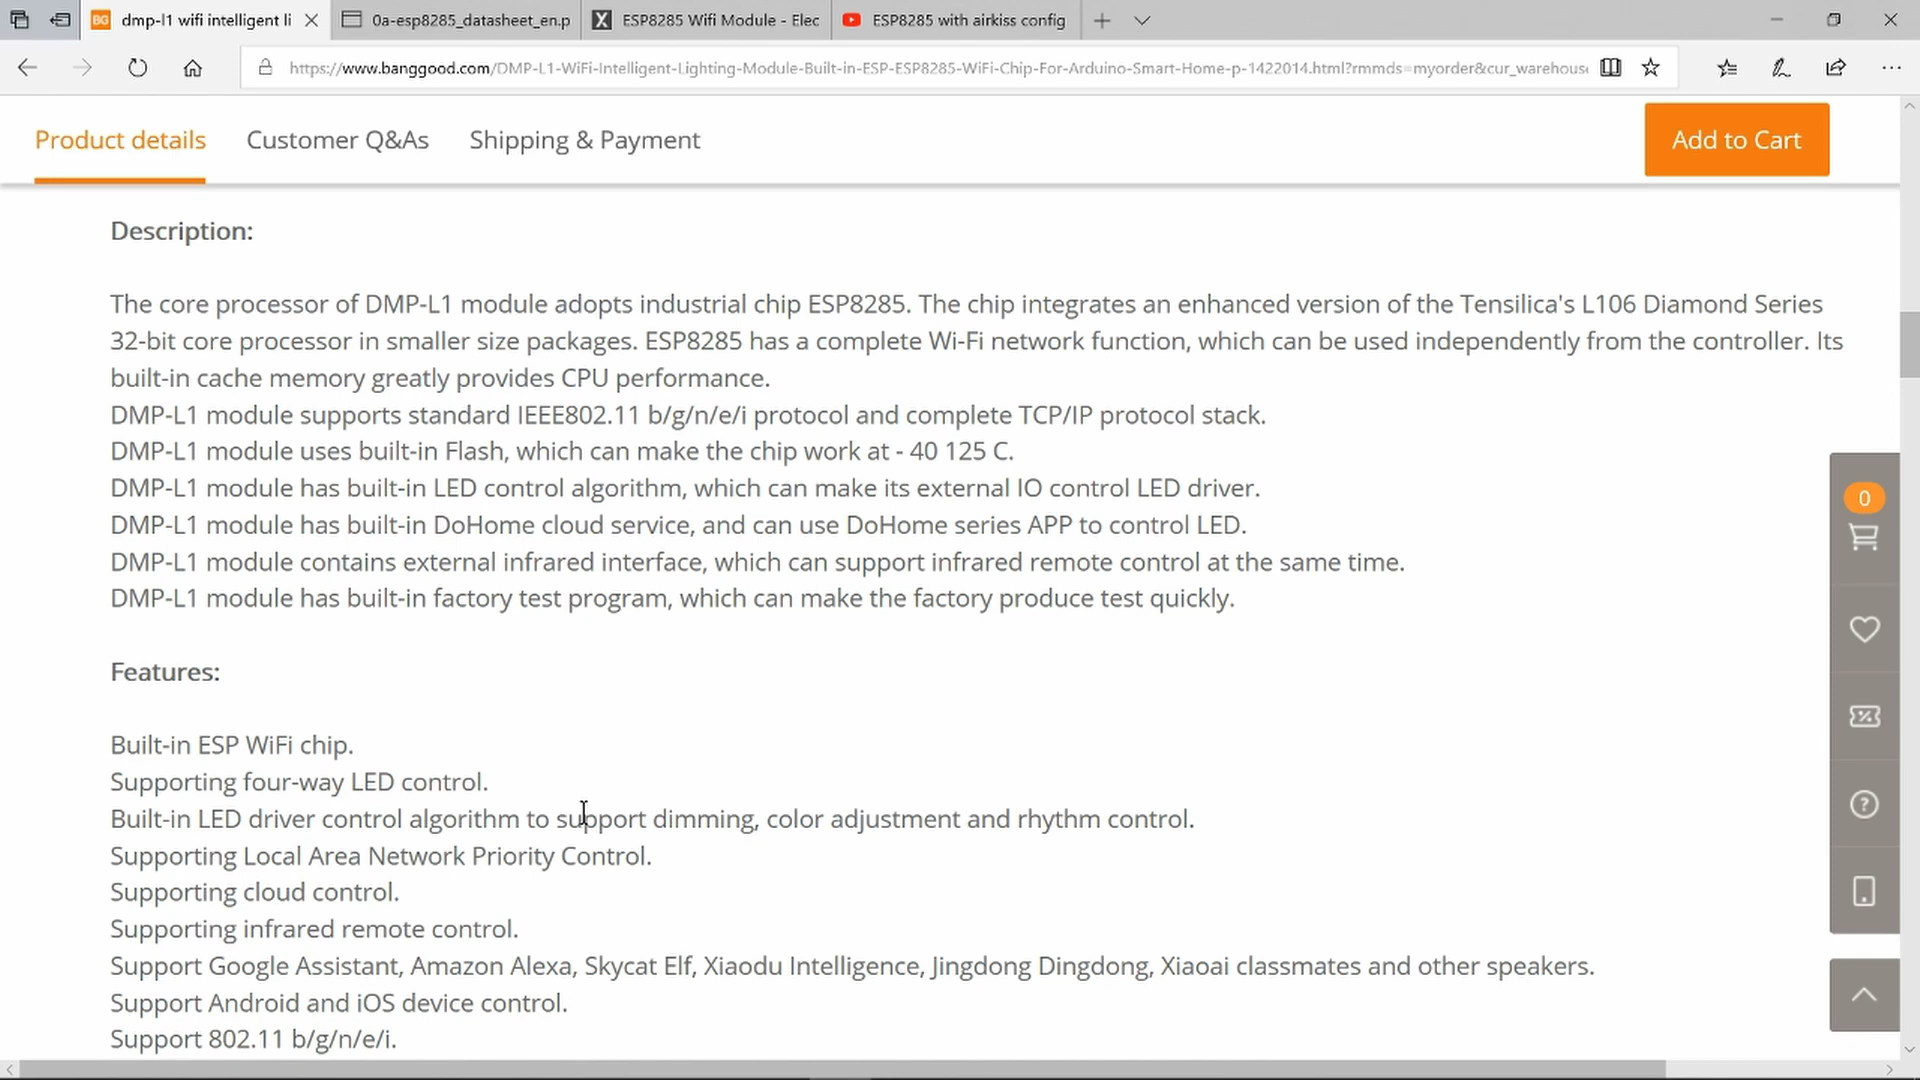 BG dmp-l1 wifi intelligent li
0a-esp8285_datasheet_en.p
X ESP8285 Wifi Module - Elec
ESP8285 with airkiss config
https://www.banggood.com/DMP-L1-WiFi-Intelligent-Lighting-Module-Built-in-ESP-ESP8285-WiFi-Chip-For-Arduino-Smart-Home-p-1422014.html?rmmds=myorder&cur_warehouse
Product details
Customer Q&As
Shipping & Payment
Add to Cart
Description:
The core processor of DMP-L1 module adopts industrial chip ESP8285. The chip integrates an enhanced version of the Tensilica's L106 Diamond Series
32-bit core processor in smaller size packages. ESP8285 has a complete Wi-Fi network function, which can be used independently from the controller. Its
built-in cache memory greatly provides CPU performance.
DMP-L1 module supports standard IEEE802.11 b/g/n/e/i protocol and complete TCP/IP protocol stack.
DMP-L1 module uses built-in Flash, which can make the chip work at - 40 125 C.
DMP-L1 module has built-in LED control algorithm, which can make its external IO control LED driver.
DMP-L1 module has built-in DoHome cloud service, and can use DoHome series APP to control LED.
DMP-L1 module contains external infrared interface, which can support infrared remote control at the same time.
DMP-L1 module has built-in factory test program, which can make the factory produce test quickly.
0
Features:
Built-in ESP WiFi chip.
Supporting four-way LED control.
Built-in LED driver control algorithm to support dimming, color adjustment and rhythm control.
Supporting Local Area Network Priority Control.
Supporting cloud control.
Supporting infrared remote control.
Support Google Assistant, Amazon Alexa, Skycat Elf, Xiaodu Intelligence, Jingdong Dingdong, Xiaoai classmates and other speakers.
Support Android and iOS device control.
Support 802.11 b/g/n/e/i.